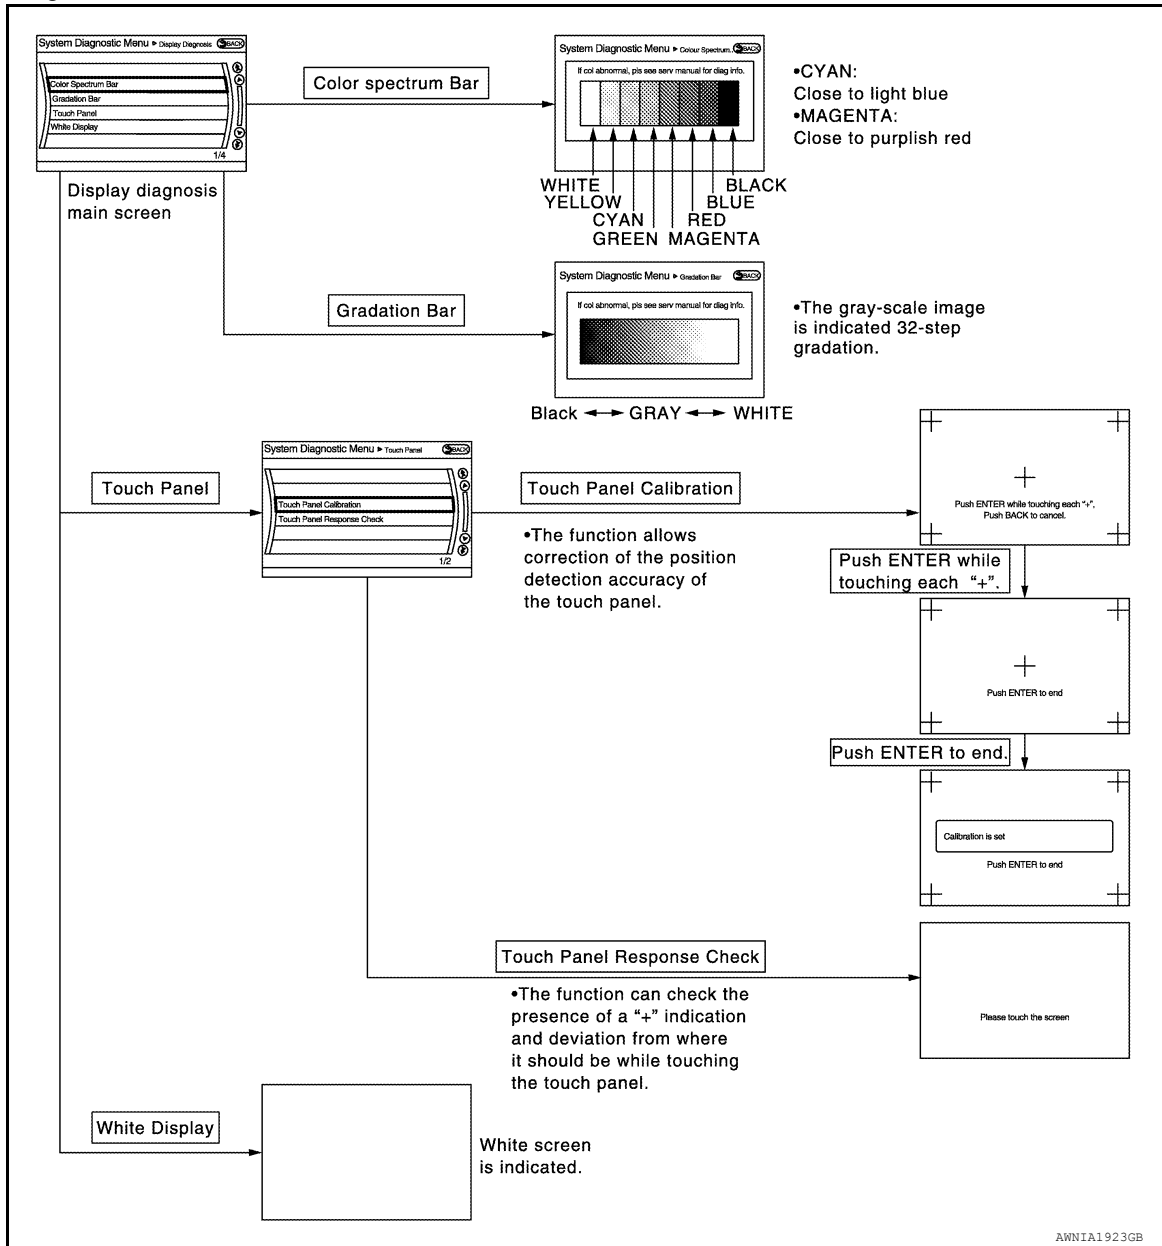 System Diagnostic Menu ▸ Display Diagnosis BACK
Color Spectrum Bar
Gradation Bar
Touch Panel
White Display
1/4
Display diagnosis
main screen
Color spectrum Bar
System Diagnostic Menu ▸ Colour Spectrum.. BACK
If col abnormal, pls see serv manual for diag info.
WHITE
YELLOW
CYAN
GREEN
MAGENTA
RED
BLUE
BLACK
•CYAN:
Close to light blue
•MAGENTA:
Close to purplish red
Gradation Bar
System Diagnostic Menu ▸ Gradation Bar BACK
If col abnormal, pls see serv manual for diag info.
Black ↔ GRAY ↔ WHITE
•The gray-scale image
is indicated 32-step
gradation.
Touch Panel
System Diagnostic Menu ▸ Touch Panel BACK
Touch Panel Calibration
Touch Panel Response Check
1/2
Touch Panel Calibration
•The function allows
correction of the position
detection accuracy of
the touch panel.
Push ENTER while touching each “+”,
Push BACK to cancel.
Push ENTER while
touching each “+”.
Push ENTER to end
Push ENTER to end.
Calibration is set
Push ENTER to end
Touch Panel Response Check
•The function can check the
presence of a “+” indication
and deviation from where
it should be while touching
the touch panel.
Please touch the screen
White Display
White screen
is indicated.
AWNIA1923GB